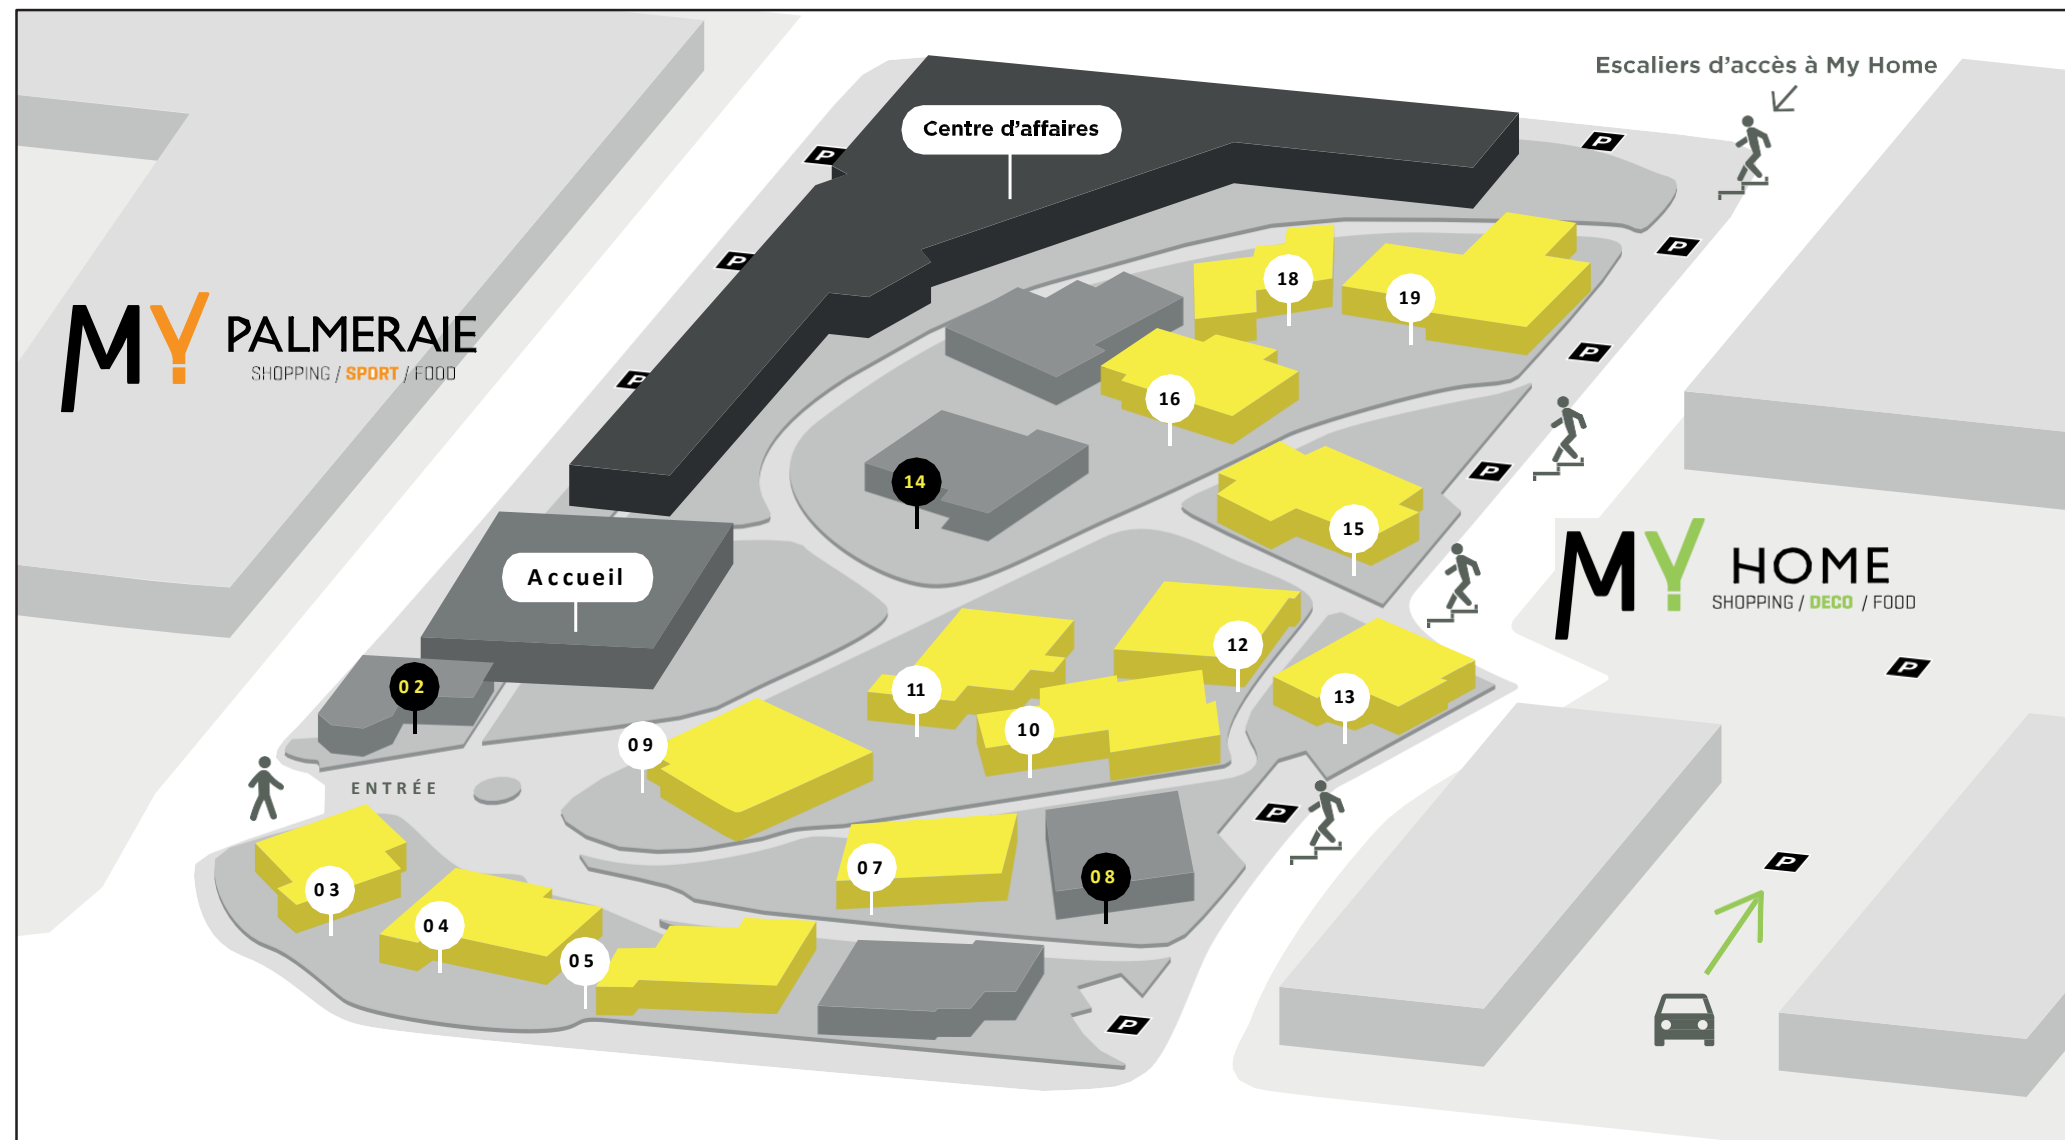 Escaliers d'accès à My Home
P
Centre d'affaires
P
P
P
18
19
P
MY PALMERAIE
SHOPPING / SPORT / FOOD
P
P
16
14
P
15
Accueil
MY HOME
SHOPPING / DECO / FOOD
02
12
11
13
P
10
09
ENTRÉE
P
07
08
P
03
04
05
P